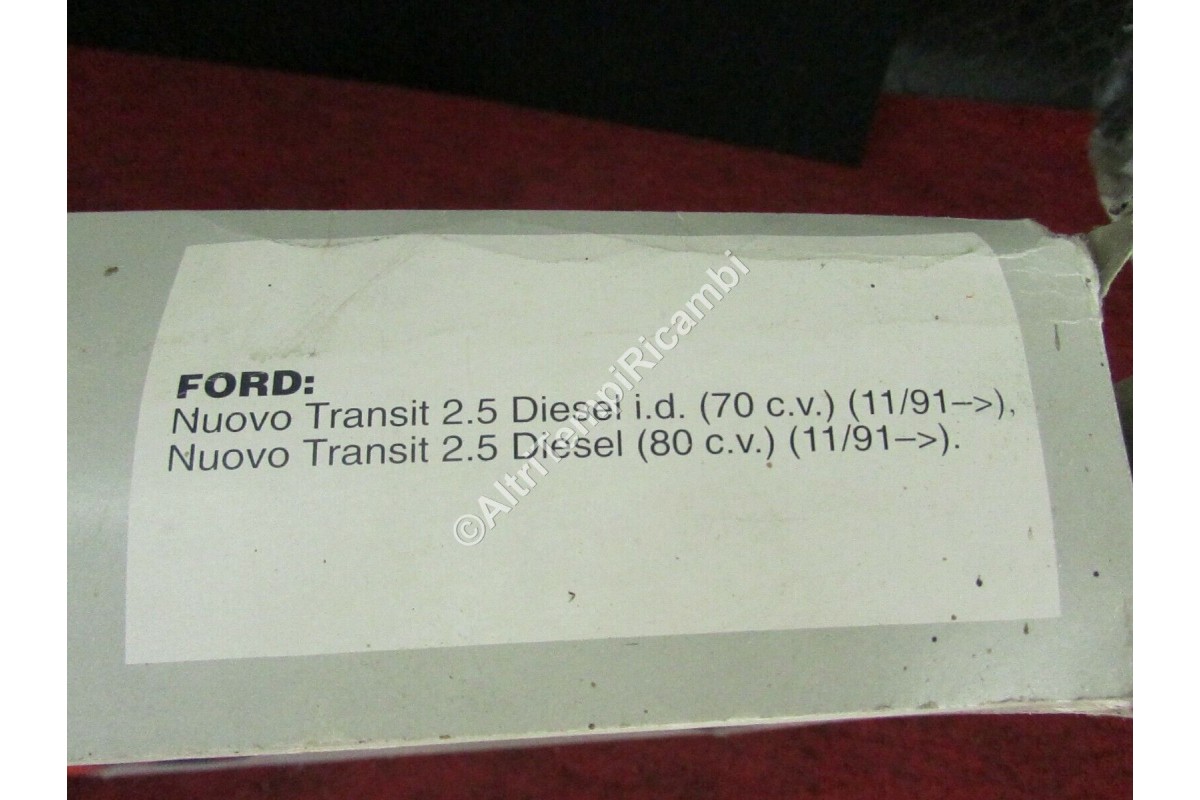 FORD:
Nuovo Transit 2.5 Diesel i.d. (70 c.v.) (11/91–>),
Nuovo Transit 2.5 Diesel (80 c.v.) (11/91–>).
©AltriTempiRicambi